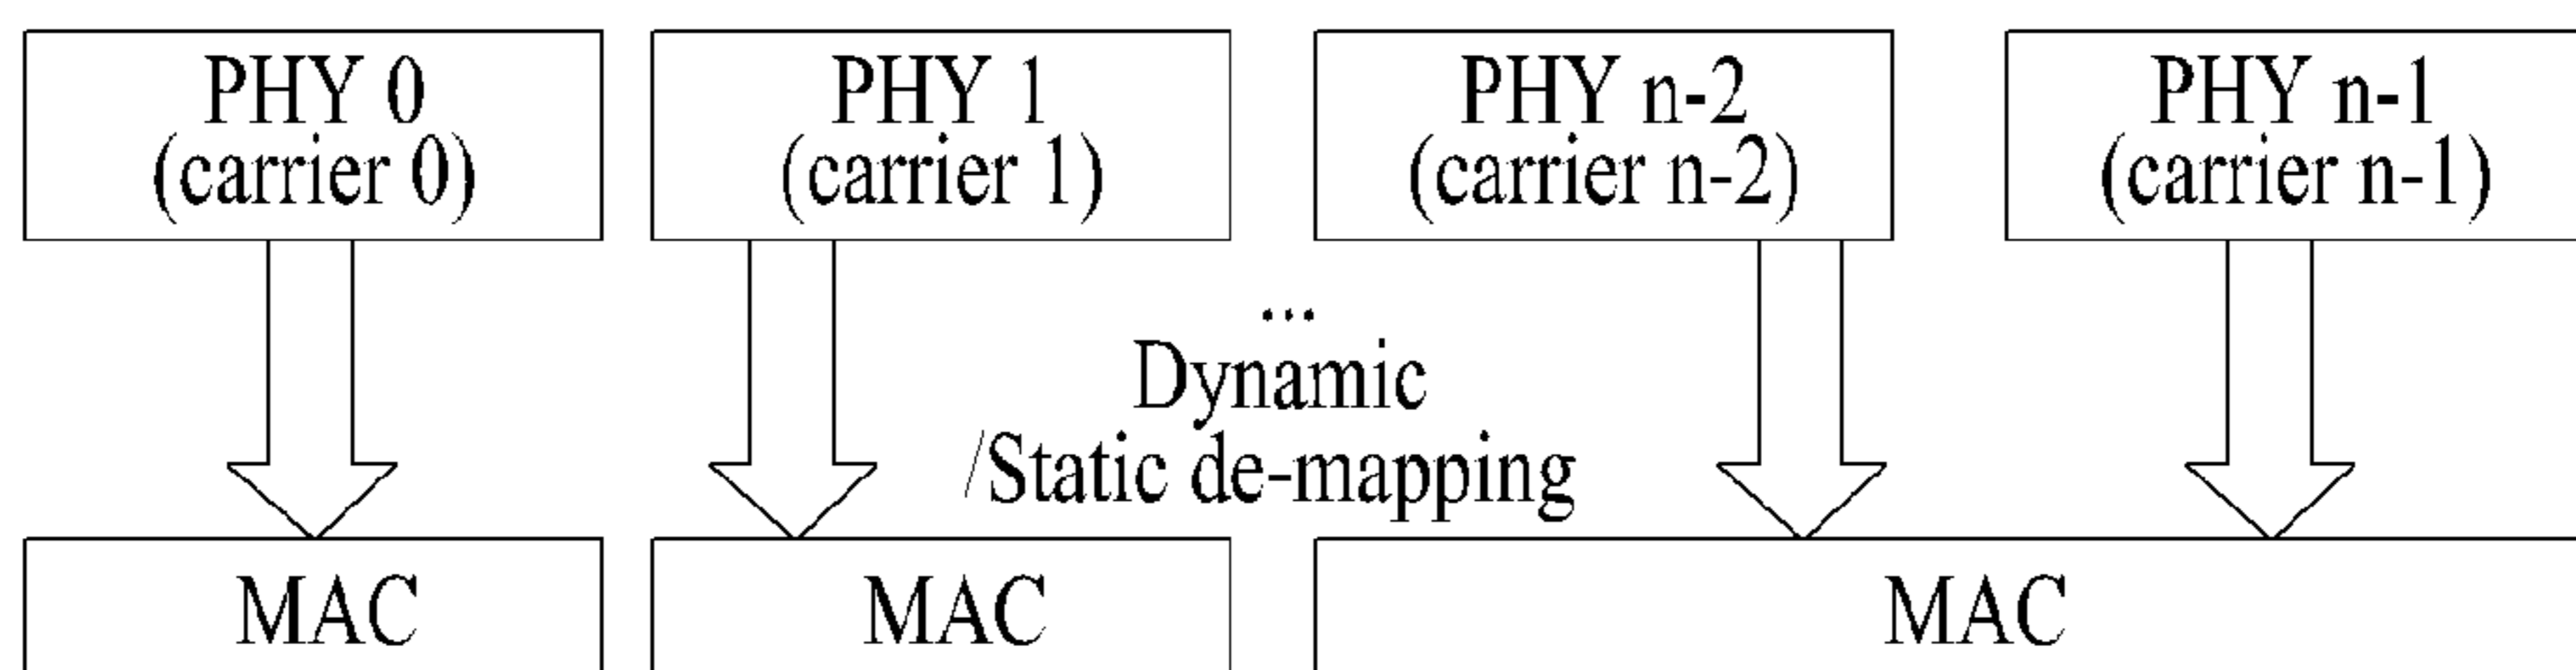 PHY 0
(carrier 0)
PHY 1
(carrier 1)
PHY n-2
(carrier n-2)
PHY n-1
(carrier n-1)
...
Dynamic
/Static de-mapping
MAC
MAC
MAC